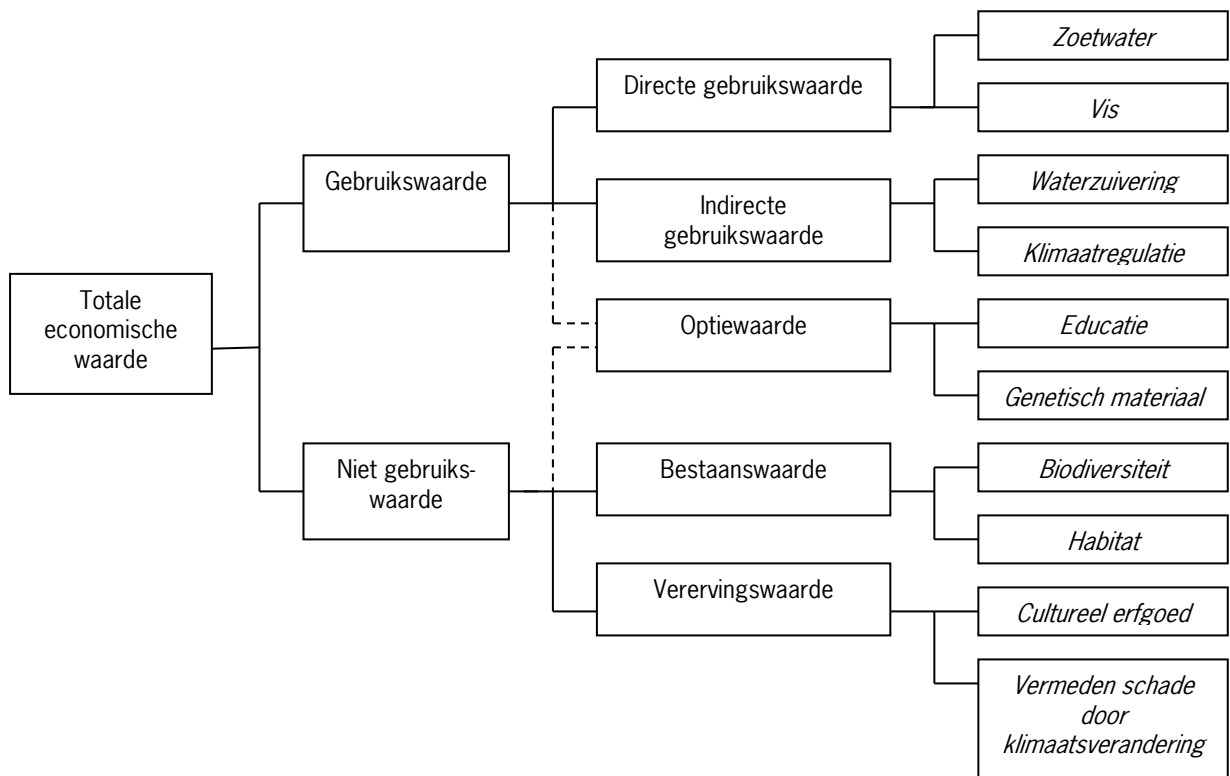 Totale
economische
waarde
Gebruikswaarde
Niet gebruiks-
waarde
Directe gebruikswaarde
Indirecte
gebruikswaarde
Optiewaarde
Bestaanswaarde
Verervingswaarde
Zoetwater
Vis
Waterzuivering
Klimaatregulatie
Educatie
Genetisch materiaal
Biodiversiteit
Habitat
Cultureel erfgoed
Vermeden schade
door
klimaatsverandering